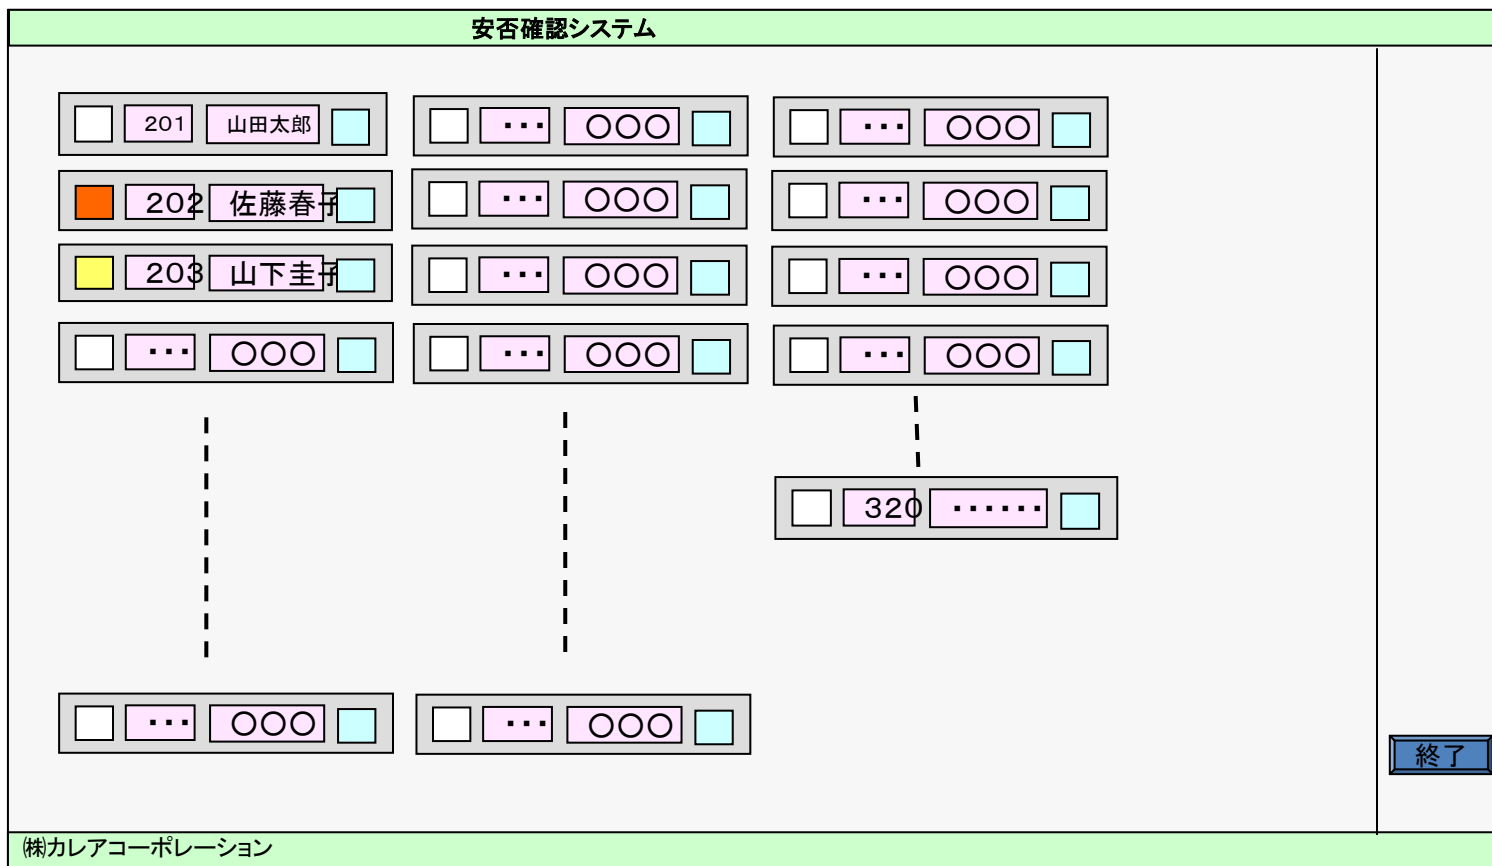 安否確認システム
201 山田太郎 ・・・ 〇〇〇 ・・・ 〇〇〇
202 佐藤春子 ・・・ 〇〇〇 ・・・ 〇〇〇
203 山下圭子 ・・・ 〇〇〇 ・・・ 〇〇〇
・・・ 〇〇〇 ・・・ 〇〇〇 ・・・ 〇〇〇
320 ・・・・・・
・・・ 〇〇〇 ・・・ 〇〇〇
終了
㈱カレアコーポレーション